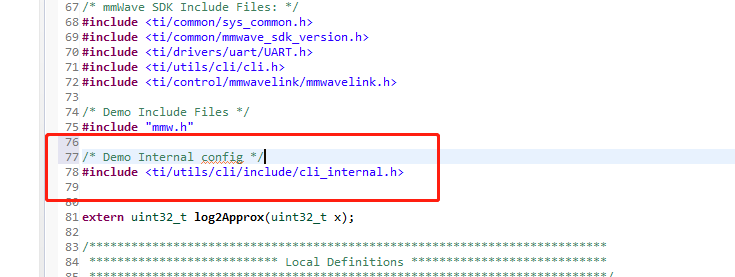 67 /* mmWave SDK Include Files: */
68 #include <ti/common/sys_common.h>
69 #include <ti/common/mmwave_sdk_version.h>
70 #include <ti/drivers/uart/UART.h>
71 #include <ti/utils/cli/cli.h>
72 #include <ti/control/mmwavelink/mmwavelink.h>
73
74 /* Demo Include Files */
75 #include "mmw.h"
76
77 /* Demo Internal config */
78 #include <ti/utils/cli/include/cli_internal.h>
79
80
81 extern uint32_t log2Approx(uint32_t x);
82
83 /**************************************************************************
84 *************************** Local Definitions ****************************